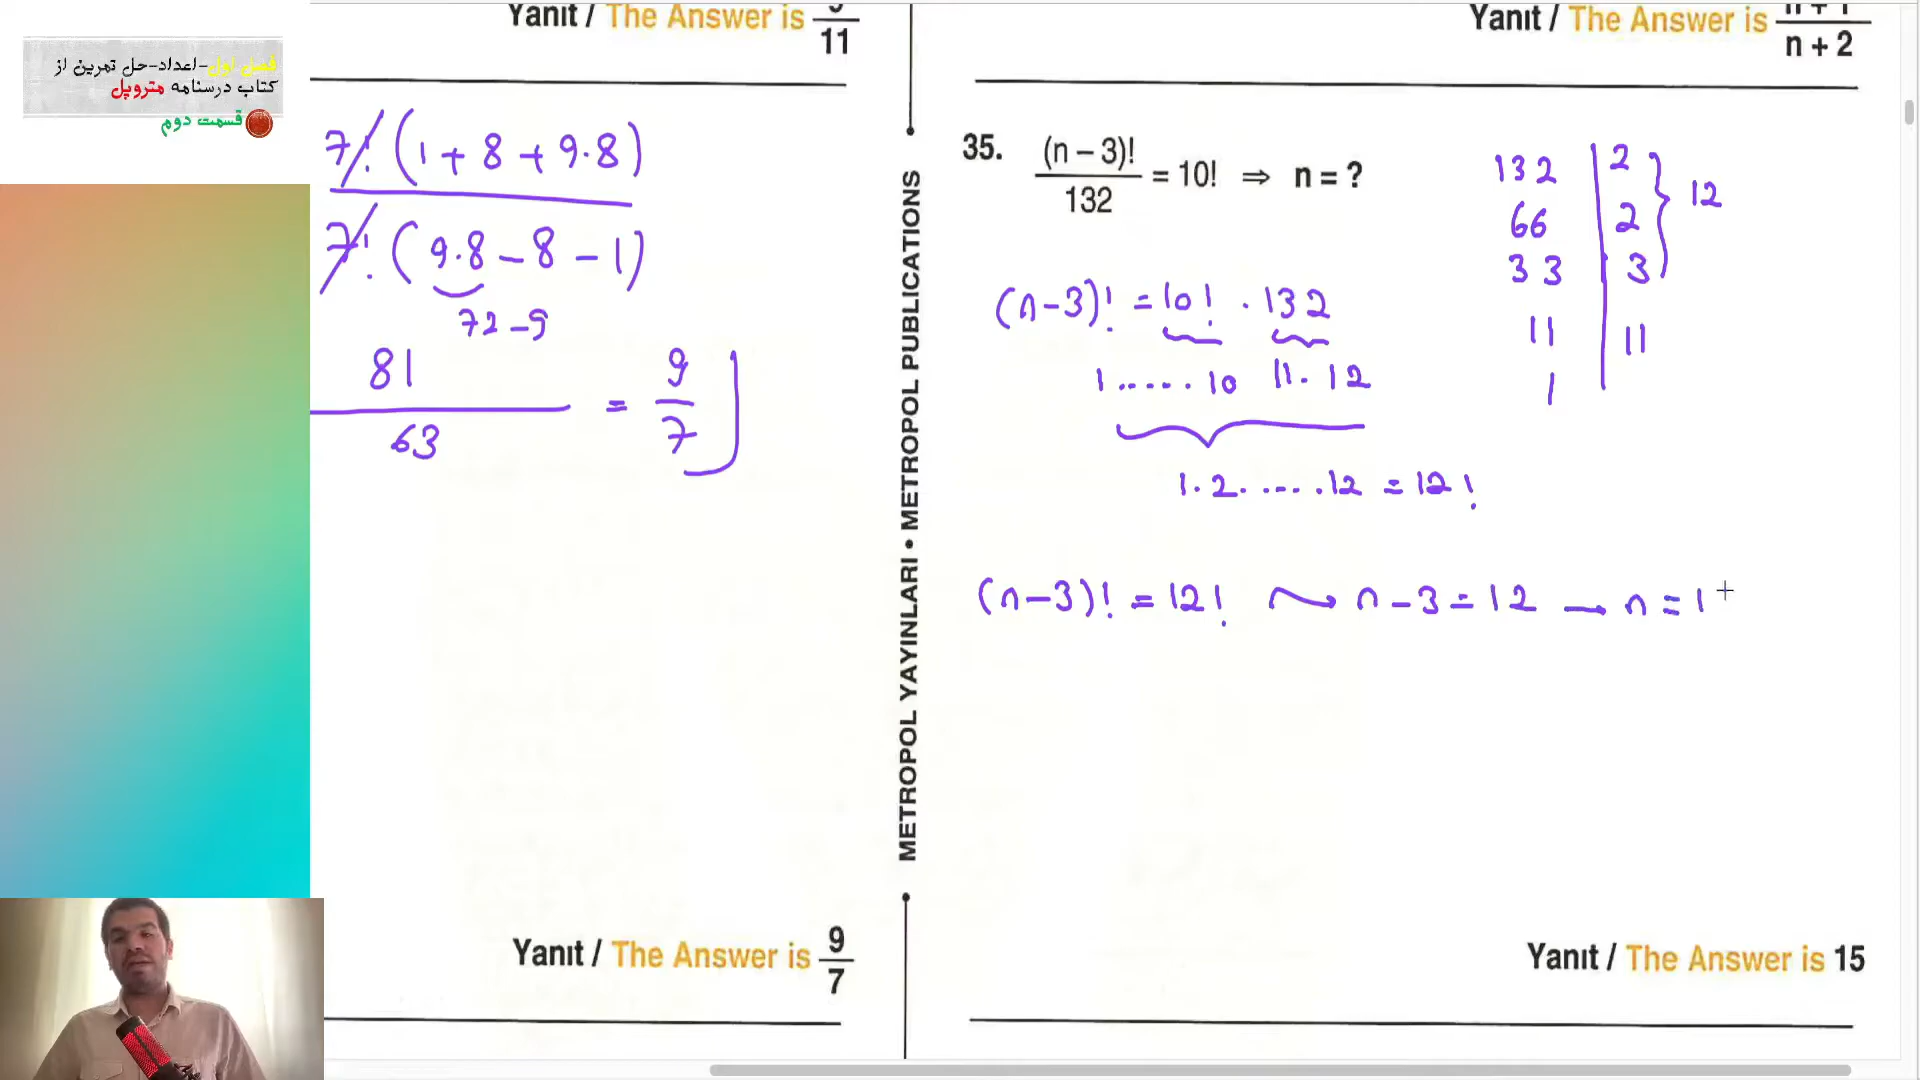 فصل اول-اعداد-حل تمرین از
کتاب درسنامه متروپل
قسمت دوم
Yanıt / The Answer is
11
7! (1 + 8 + 9.8)
7! (9.8 - 8 - 1)
72 - 9
81
63
= 9
7
Yanıt / The Answer is 9
7
METROPOL YAYINLARI • METROPOL PUBLICATIONS
Yanıt / The Answer is n + 1
n + 2
35. (n – 3)!
132
= 10! ⇒ n = ?
132 | 2
66 | 2
33 | 3
11 | 11
1
} 12
(n-3)! = 10! . 132
1 ...... 10 11. 12
1.2. .... .12 = 12!
(n-3)! = 12! → n-3 = 12 → n = 1
Yanıt / The Answer is 15